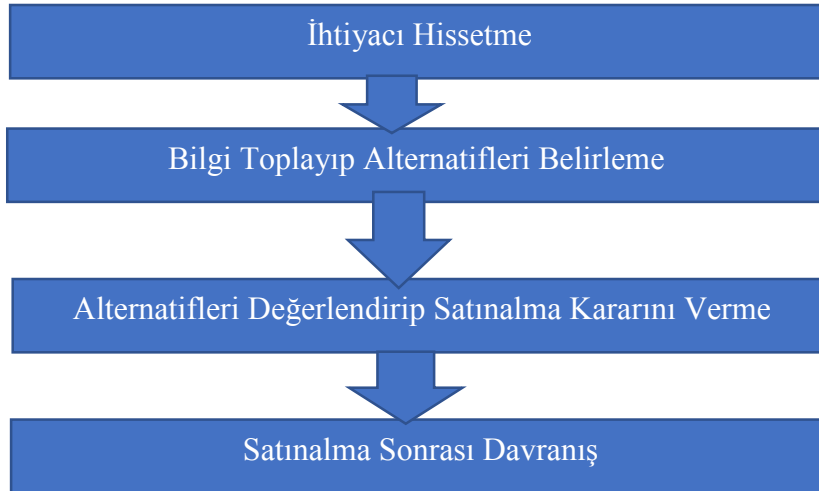 İhtiyacı Hissetme
Bilgi Toplayıp Alternatifleri Belirleme
Alternatifleri Değerlendirip Satınalma Kararını Verme
Satınalma Sonrası Davranış